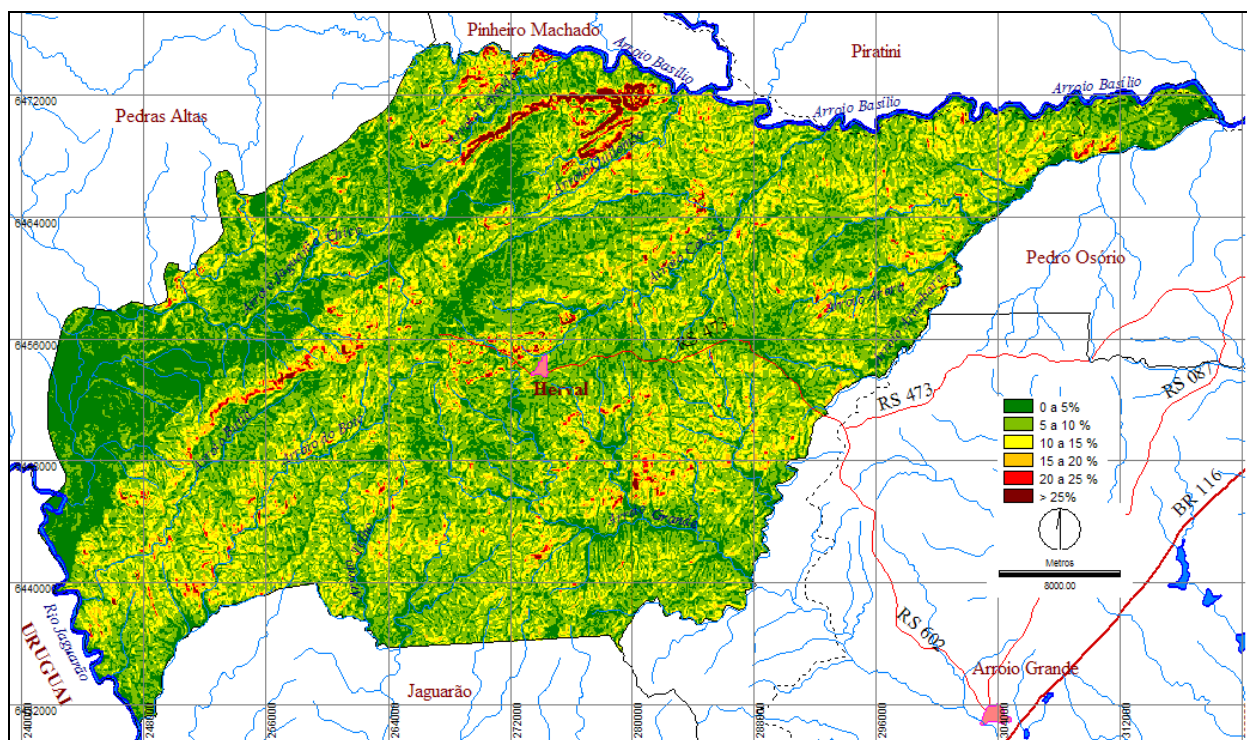 Pinheiro Machado
Arroio Basílio
Piratini
Arroio Basílio
Arroio Basílio
6472000
Pedras Altas
6464000
Pedro Osório
6456000
RS 473
Herval
RS 473
RS 087
0 a 5%
5 a 10 %
10 a 15 %
15 a 20 %
20 a 25 %
> 25%
BR 116
6448000
Metros
8000.00
6440000
Rio Jaguarão
URUGUAI
RS 602
Jaguarão
Arroio Grande
6432000
240000
248000
256000
264000
272000
280000
288000
296000
304000
312000